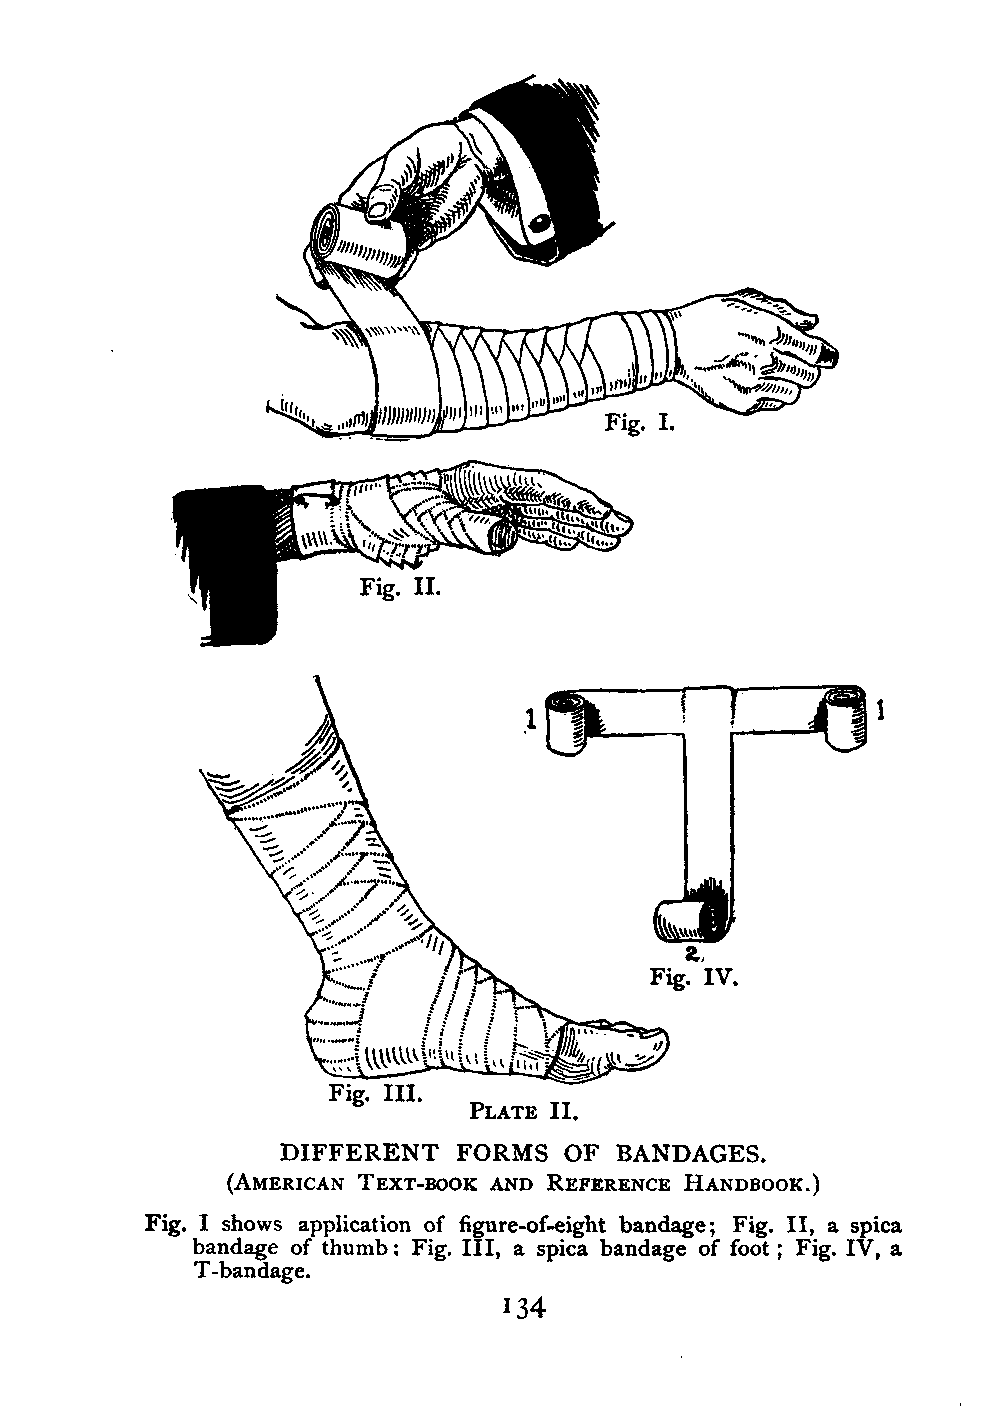 Fig. I.
Fig. II.
1
1
2
Fig. IV.
Fig. III.
PLATE II.
DIFFERENT FORMS OF BANDAGES.
(AMERICAN TEXT-BOOK AND REFERENCE HANDBOOK.)
Fig. I shows application of figure-of-eight bandage; Fig. II, a spica
bandage of thumb; Fig. III, a spica bandage of foot; Fig. IV, a
T-bandage.
134